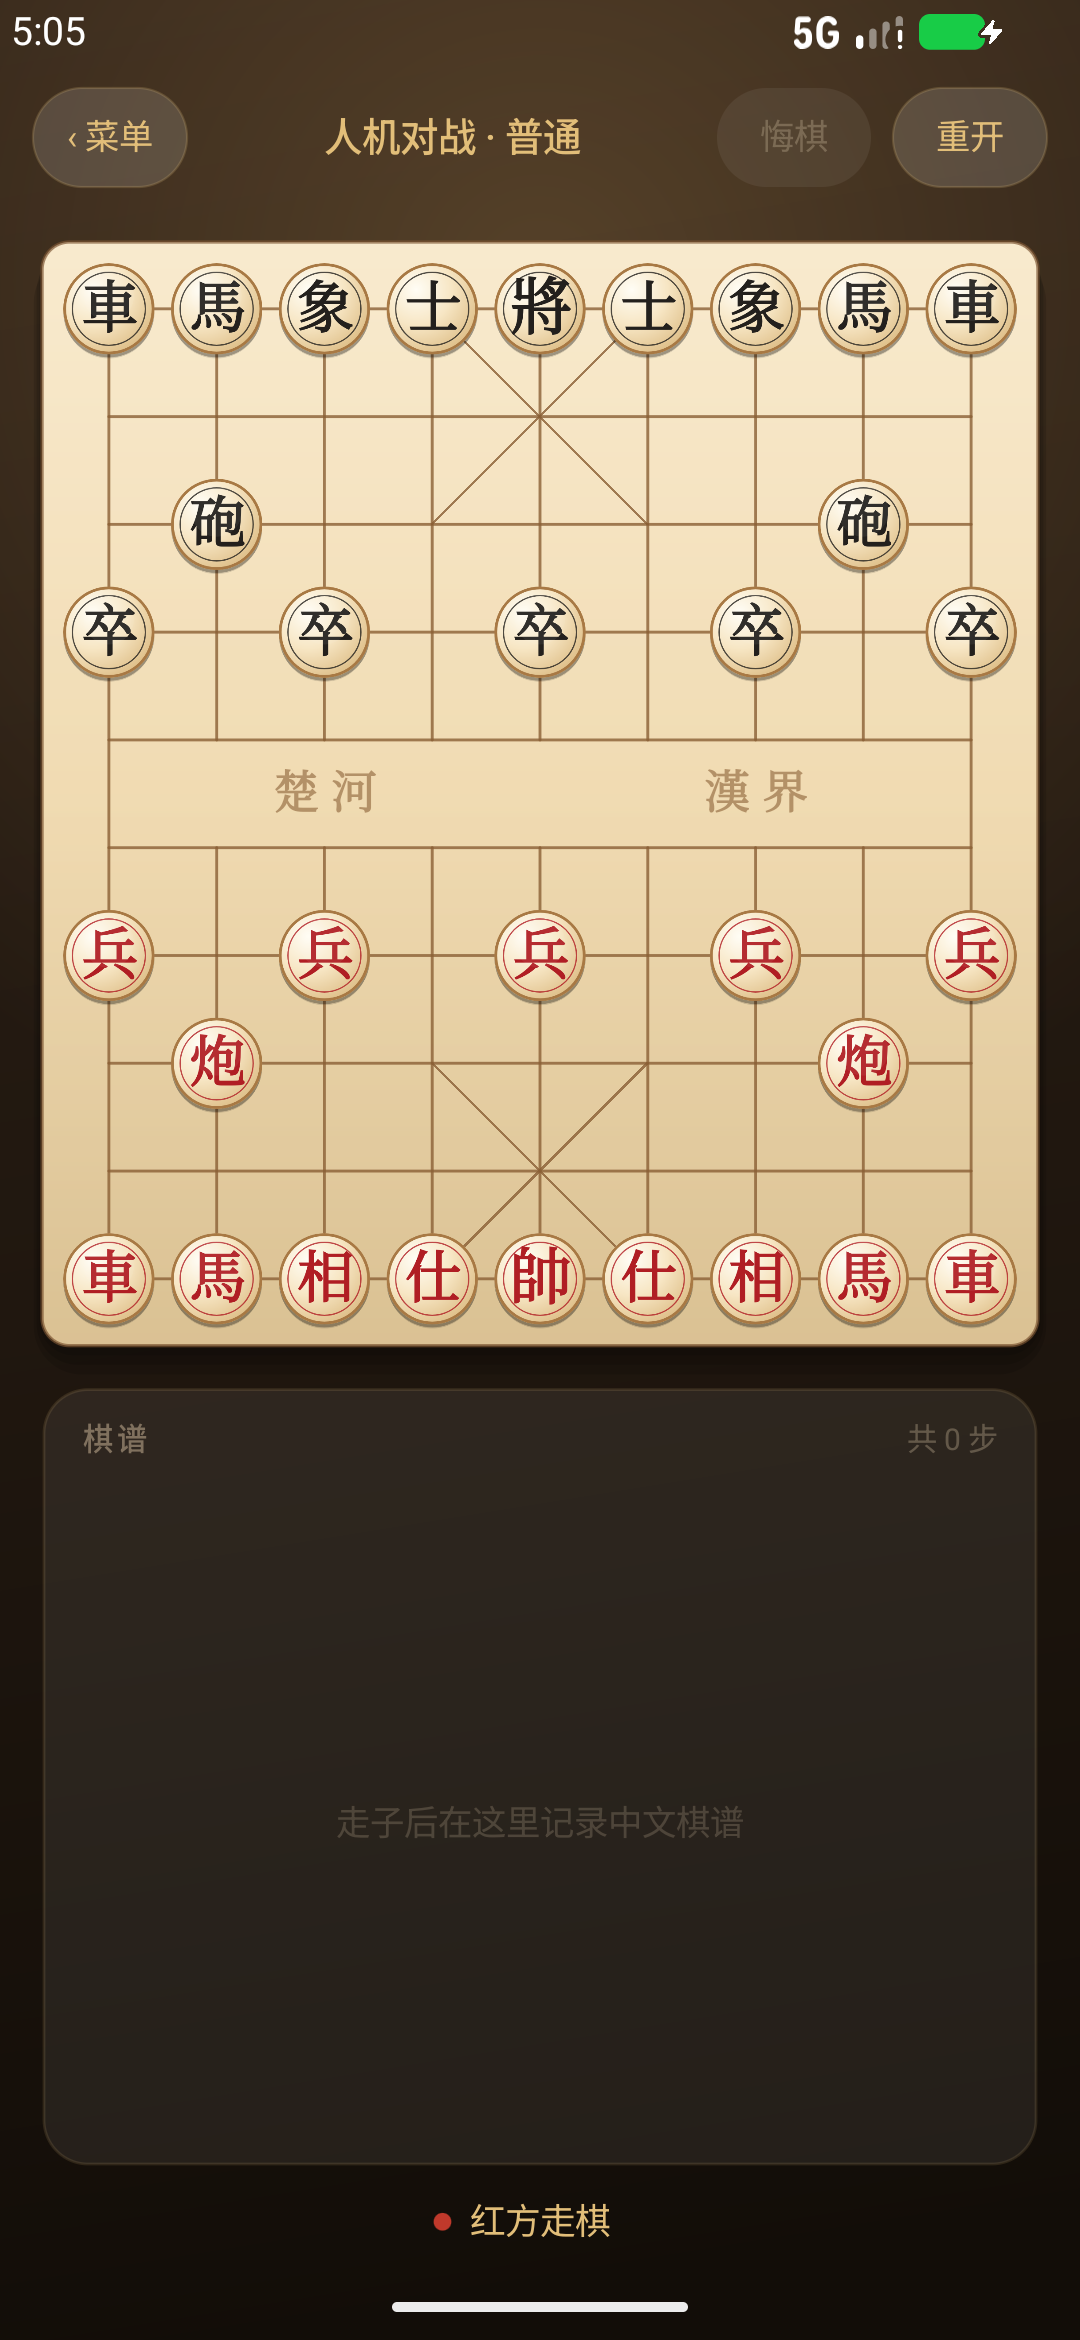 5:05 5G
‹ 菜单 人机对战 · 普通 悔棋 重开
車 馬 象 士 將 士 象 馬 車
砲 砲
卒 卒 卒 卒 卒
楚河 漢界
兵 兵 兵 兵 兵
炮 炮
車 馬 相 仕 帥 仕 相 馬 車
棋谱 共 0 步
走子后在这里记录中文棋谱
红方走棋